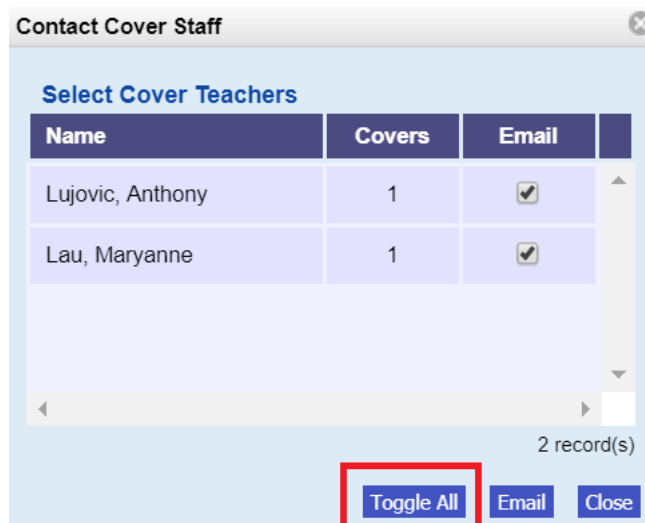 Contact Cover Staff
Select Cover Teachers
Name Covers Email
Lujovic, Anthony 1
Lau, Maryanne 1
2 record(s)
Toggle All Email Close